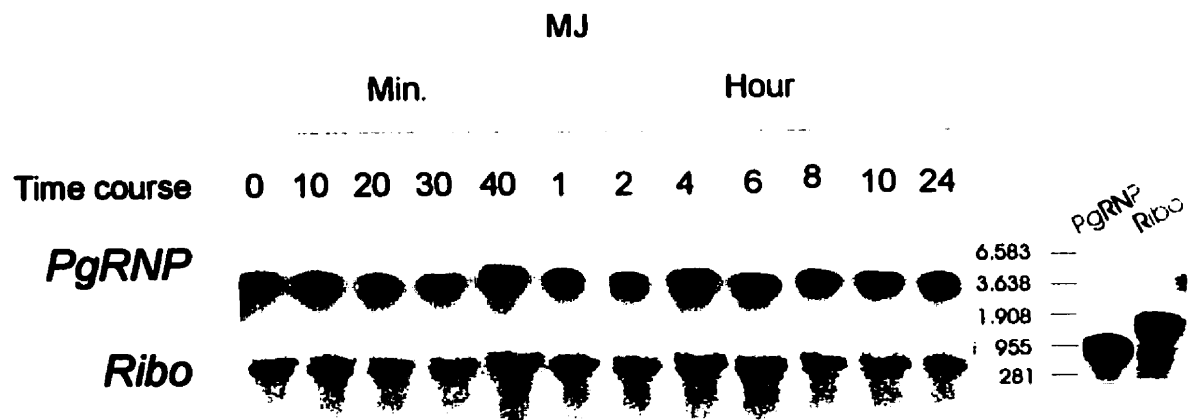 MJ
Min. Hour
Time course 0 10 20 30 40 1 2 4 6 8 10 24
PgRNP Ribo
PgRNP
6.583
3.638
1.908
955
281
Ribo